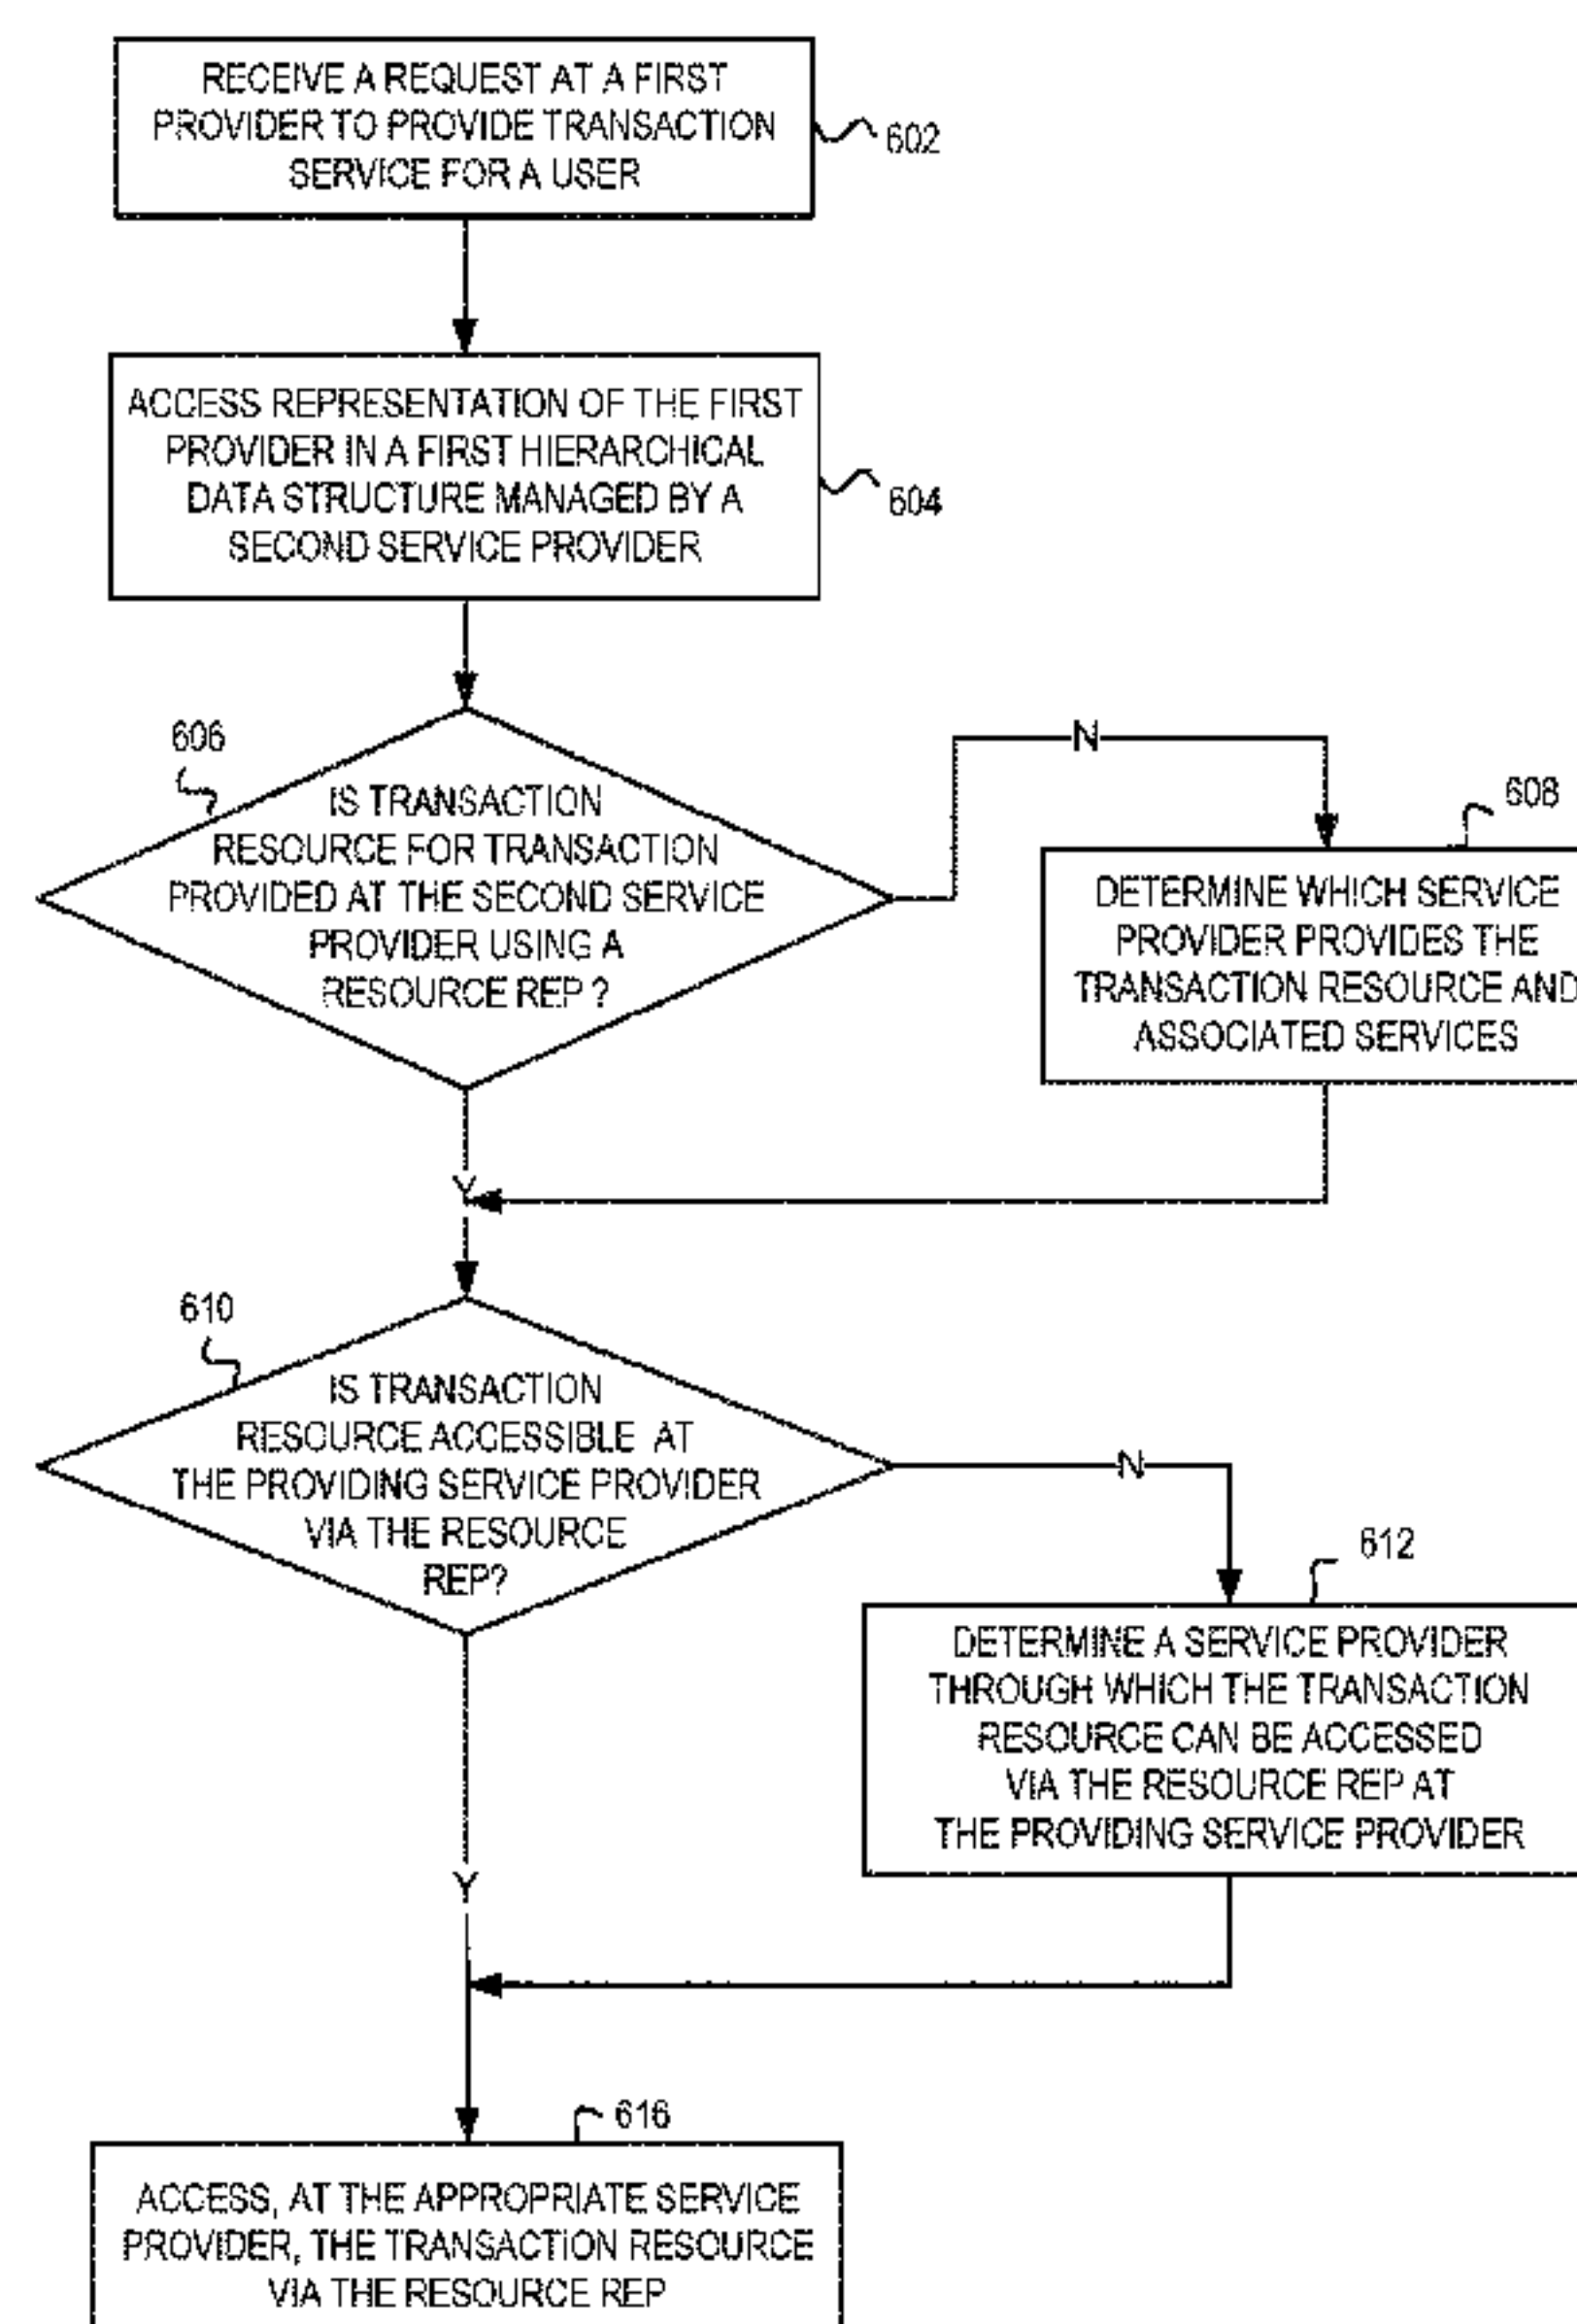 RECEIVE A REQUEST AT A FIRST
PROVIDER TO PROVIDE TRANSACTION
SERVICE FOR A USER
602
ACCESS REPRESENTATION OF THE FIRST
PROVIDER IN A FIRST HIERARCHICAL
DATA STRUCTURE MANAGED BY A
SECOND SERVICE PROVIDER
604
606
IS TRANSACTION
RESOURCE FOR TRANSACTION
PROVIDED AT THE SECOND SERVICE
PROVIDER USING A
RESOURCE REP ?
N
608
DETERMINE WHICH SERVICE
PROVIDER PROVIDES THE
TRANSACTION RESOURCE AND
ASSOCIATED SERVICES
Y
610
IS TRANSACTION
RESOURCE ACCESSIBLE AT
THE PROVIDING SERVICE PROVIDER
VIA THE RESOURCE
REP?
N
612
DETERMINE A SERVICE PROVIDER
THROUGH WHICH THE TRANSACTION
RESOURCE CAN BE ACCESSED
VIA THE RESOURCE REP AT
THE PROVIDING SERVICE PROVIDER
Y
616
ACCESS, AT THE APPROPRIATE SERVICE
PROVIDER, THE TRANSACTION RESOURCE
VIA THE RESOURCE REP